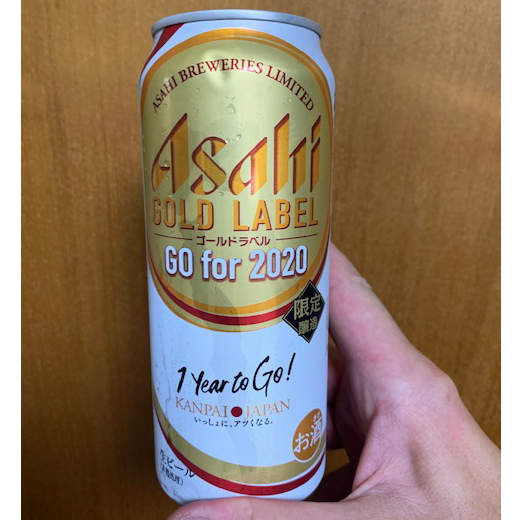 ASAHI BREWERIES LIMITED
Asahi
GOLD LABEL
ゴールドラベル
GO for 2020
限定
醸造
1 Year to Go!
KANPAI JAPAN
いっしょに、アツくなる。
お酒
生ビール